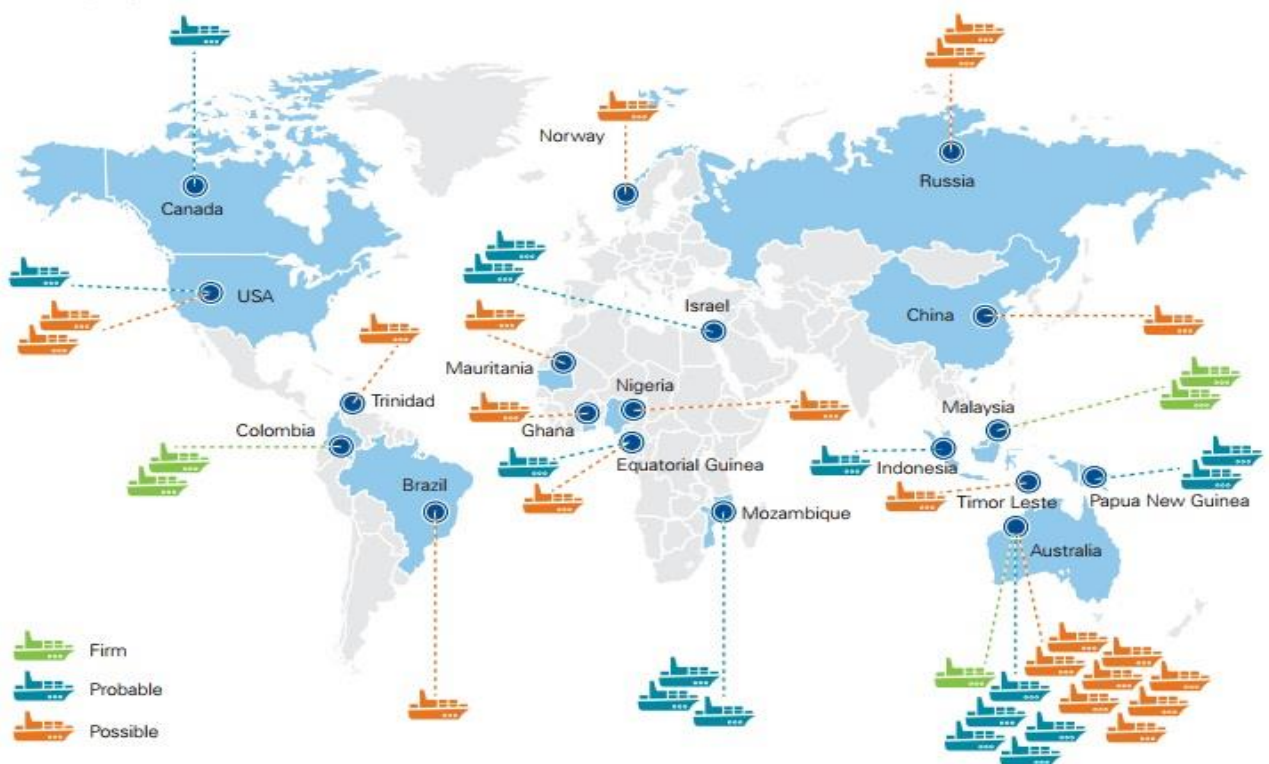 Norway
Russia
Canada
USA
Israel
China
Mauritania
Nigeria
Malaysia
Trinidad
Ghana
Colombia
Equatorial Guinea
Indonesia
Brazil
Timor Leste
Papua New Guinea
Mozambique
Australia
Firm
Probable
Possible